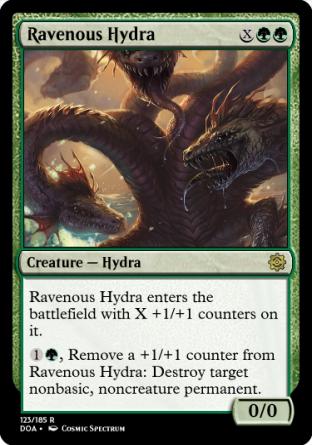 Ravenous Hydra X
Creature — Hydra
Ravenous Hydra enters the
battlefield with X +1/+1 counters on
it.
1, Remove a +1/+1 counter from
Ravenous Hydra: Destroy target
nonbasic, noncreature permanent.
0/0
123/185 R
DOA • Cosmic Spectrum